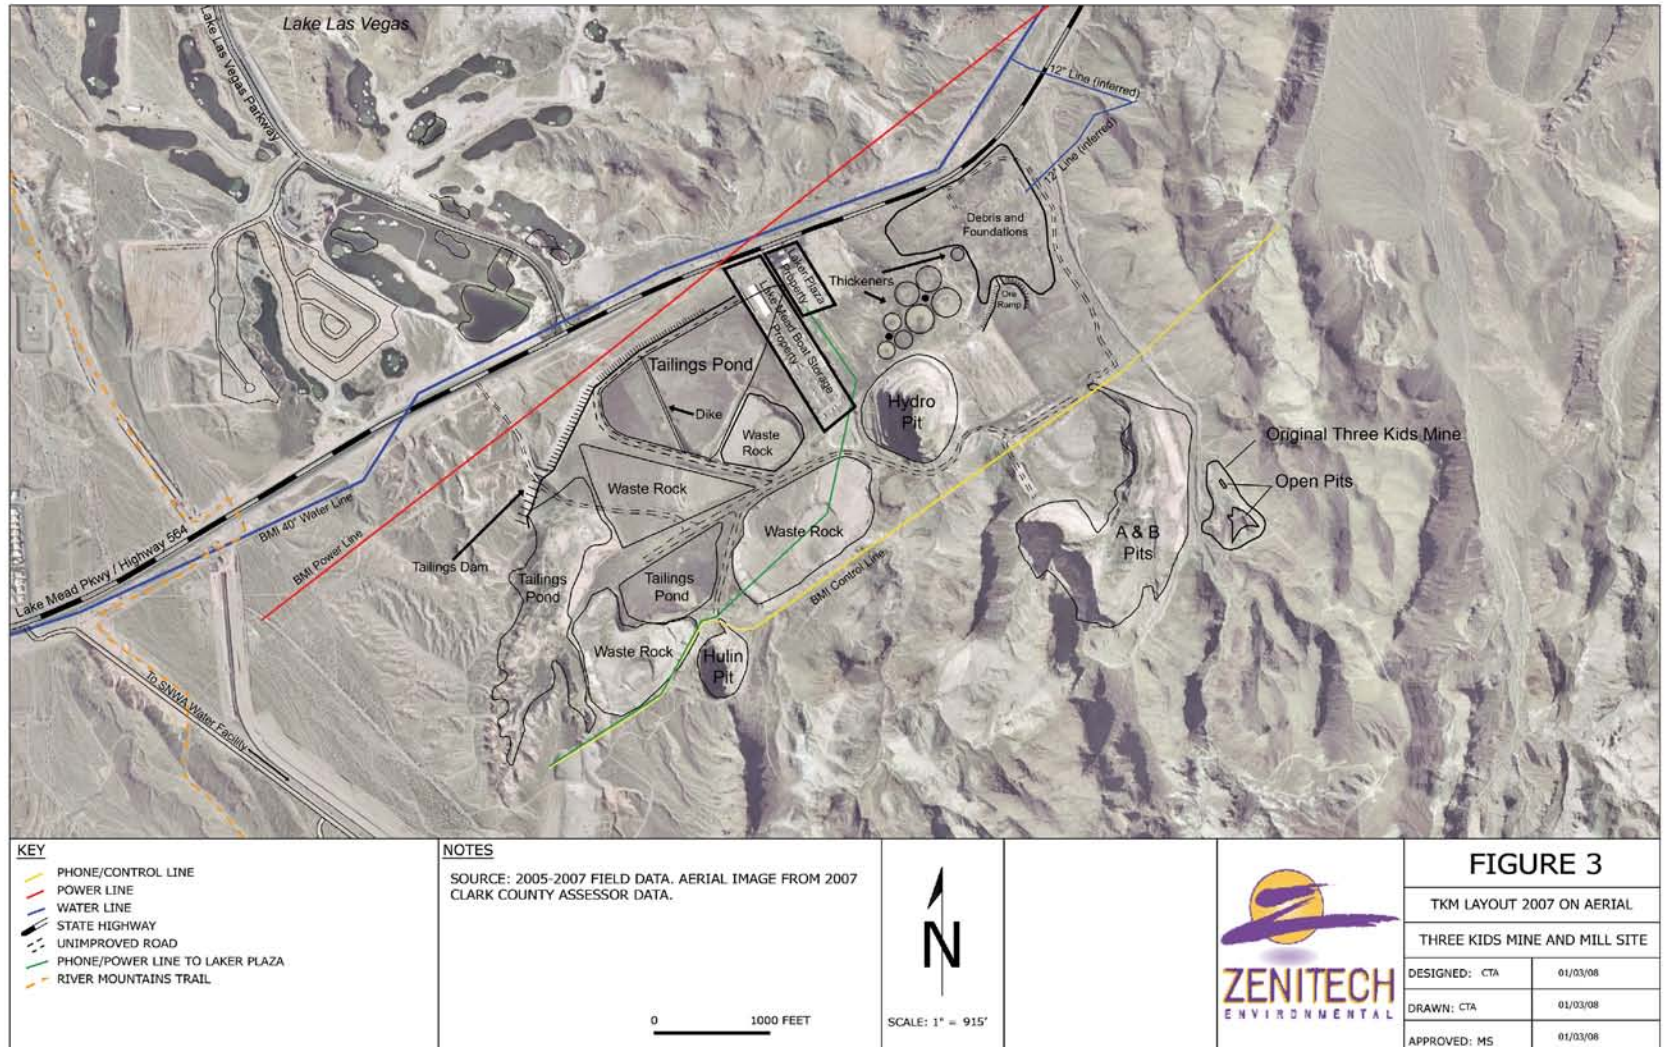 Lake Las Vegas
Lake Las Vegas Parkway
12" Line (inferred)
12" Line (inferred)
Debris and
Foundations
Laker Plaza
Property
Thickeners
Ore
Ramp
Lake Mead Boat Storage
Property
Tailings Pond
Dike
Hydro
Pit
Waste
Rock
Original Three Kids Mine
Open Pits
Waste Rock
BMI 40" Water Line
Waste Rock
A & B
Pits
Lake Mead Pkwy / Highway 564
BMI Power Line
Tailings Dam
Tailings
Pond
Tailings
Pond
BMI Control Line
Waste Rock
Hulin
Pit
To SNWA Water Facility
KEY
PHONE/CONTROL LINE
POWER LINE
WATER LINE
STATE HIGHWAY
UNIMPROVED ROAD
PHONE/POWER LINE TO LAKER PLAZA
RIVER MOUNTAINS TRAIL
NOTES
SOURCE: 2005-2007 FIELD DATA. AERIAL IMAGE FROM 2007
CLARK COUNTY ASSESSOR DATA.
0 1000 FEET
N
SCALE: 1" = 915'
ZENITECH
ENVIRONMENTAL
FIGURE 3
TKM LAYOUT 2007 ON AERIAL
THREE KIDS MINE AND MILL SITE
DESIGNED: CTA 01/03/08
DRAWN: CTA 01/03/08
APPROVED: MS 01/03/08